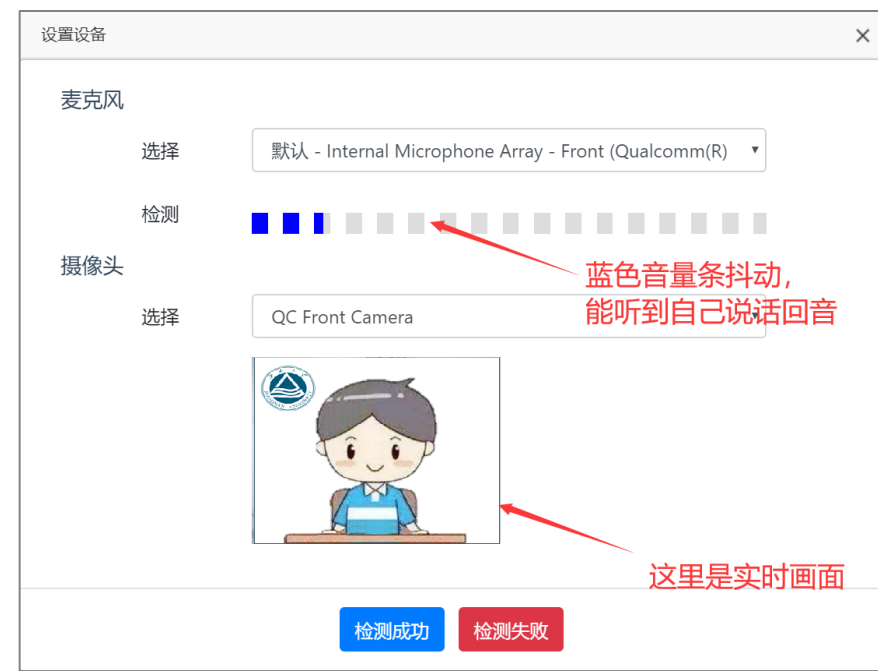 设置设备
麦克风
选择
默认 - Internal Microphone Array - Front (Qualcomm(R)
检测
摄像头
蓝色音量条抖动,
能听到自己说话回音
选择
QC Front Camera
这里是实时画面
检测成功
检测失败